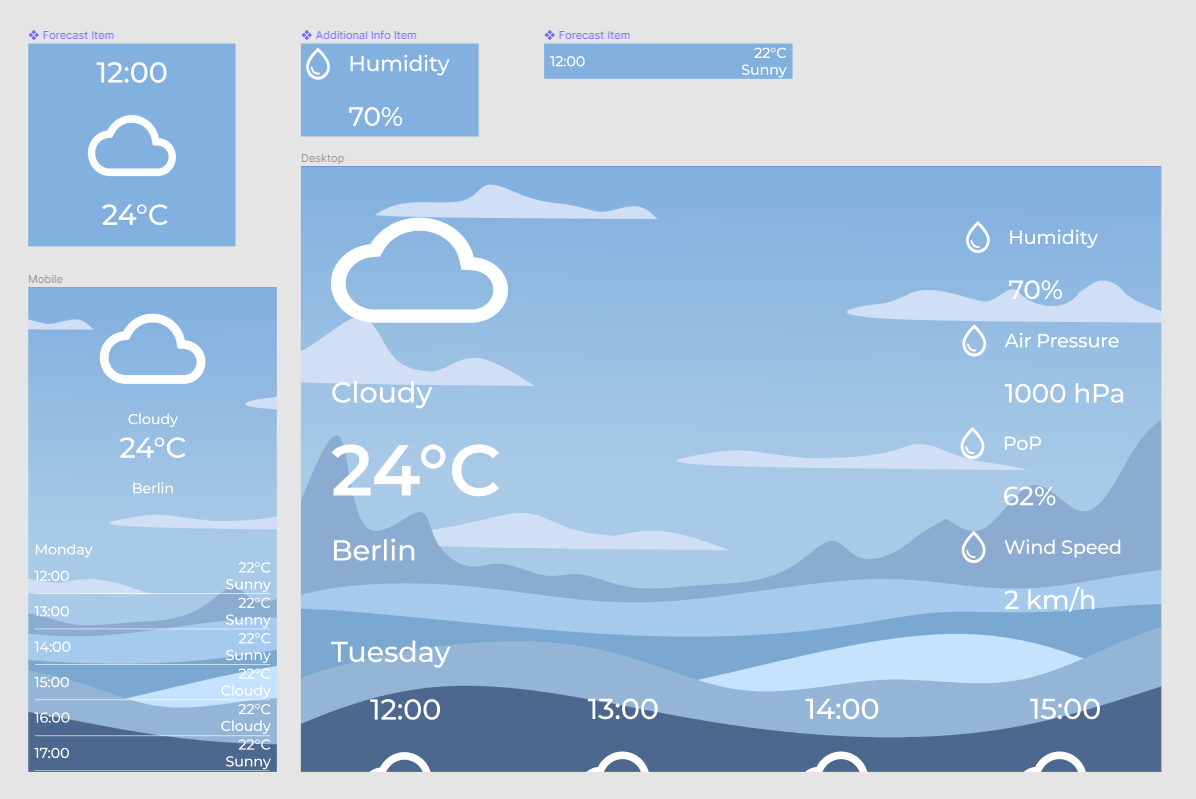 Forecast Item
12:00
24°C
Additional Info Item
Humidity
70%
Forecast Item
12:00
22°C
Sunny
Mobile
Cloudy
24°C
Berlin
Monday
12:00
22°C
Sunny
13:00
22°C
Sunny
14:00
22°C
Sunny
15:00
22°C
Cloudy
16:00
22°C
Cloudy
17:00
22°C
Sunny
Desktop
Cloudy
24°C
Berlin
Humidity
70%
Air Pressure
1000 hPa
PoP
62%
Wind Speed
2 km/h
Tuesday
12:00 13:00 14:00 15:00